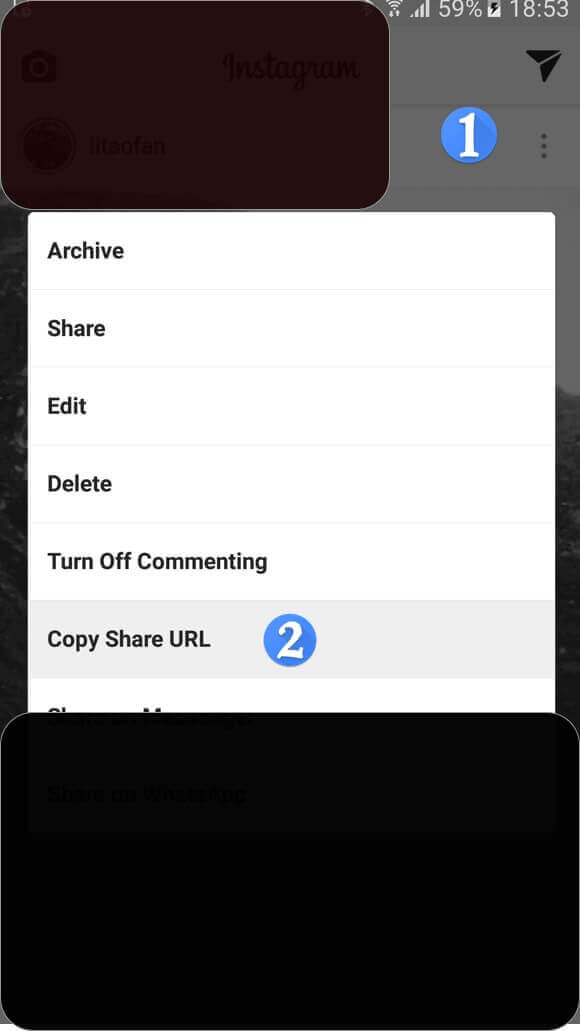 59% 18:53
Instagram
litaofan
1
Archive
Share
Edit
Delete
Turn Off Commenting
Copy Share URL 2
Share on Messenger
Share on WhatsApp